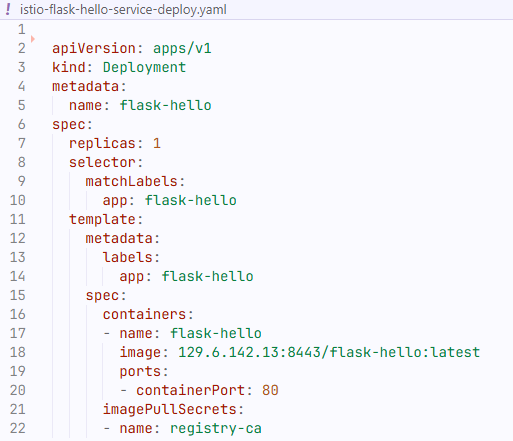 ! istio-flask-hello-service-deploy.yaml
1
2 apiVersion: apps/v1
3 kind: Deployment
4 metadata:
5   name: flask-hello
6 spec:
7   replicas: 1
8   selector:
9     matchLabels:
10       app: flask-hello
11   template:
12     metadata:
13       labels:
14         app: flask-hello
15     spec:
16       containers:
17       - name: flask-hello
18         image: 129.6.142.13:8443/flask-hello:latest
19         ports:
20         - containerPort: 80
21       imagePullSecrets:
22       - name: registry-ca